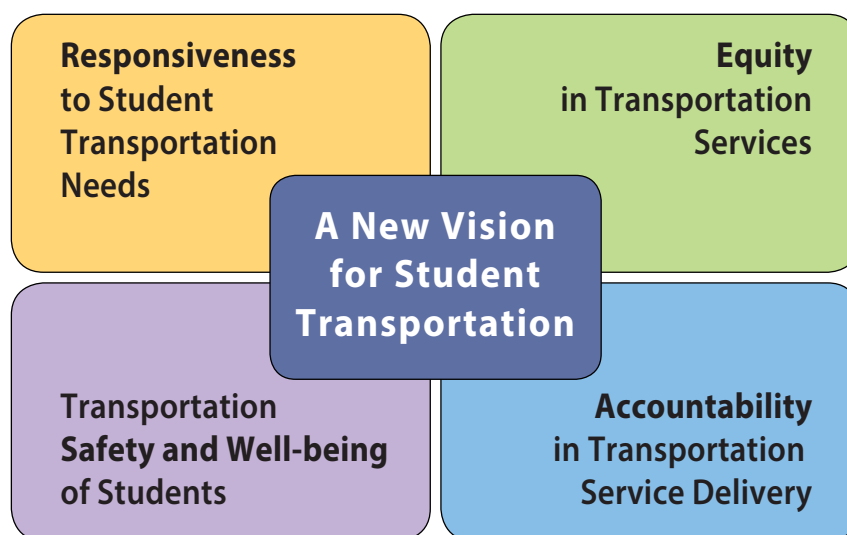 Responsiveness
to Student
Transportation
Needs
Equity
in Transportation
Services
A New Vision
for Student
Transportation
Transportation
Safety and Well-being
of Students
Accountability
in Transportation
Service Delivery